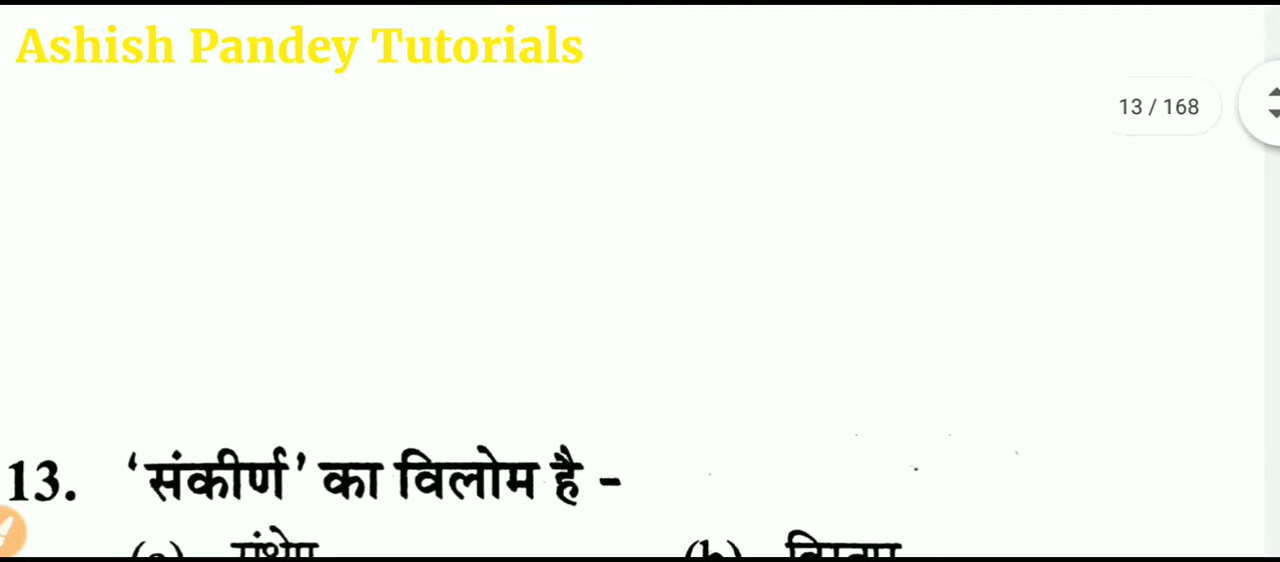 Ashish Pandey Tutorials
13 / 168
13. ‘संकीर्ण’ का विलोम है -